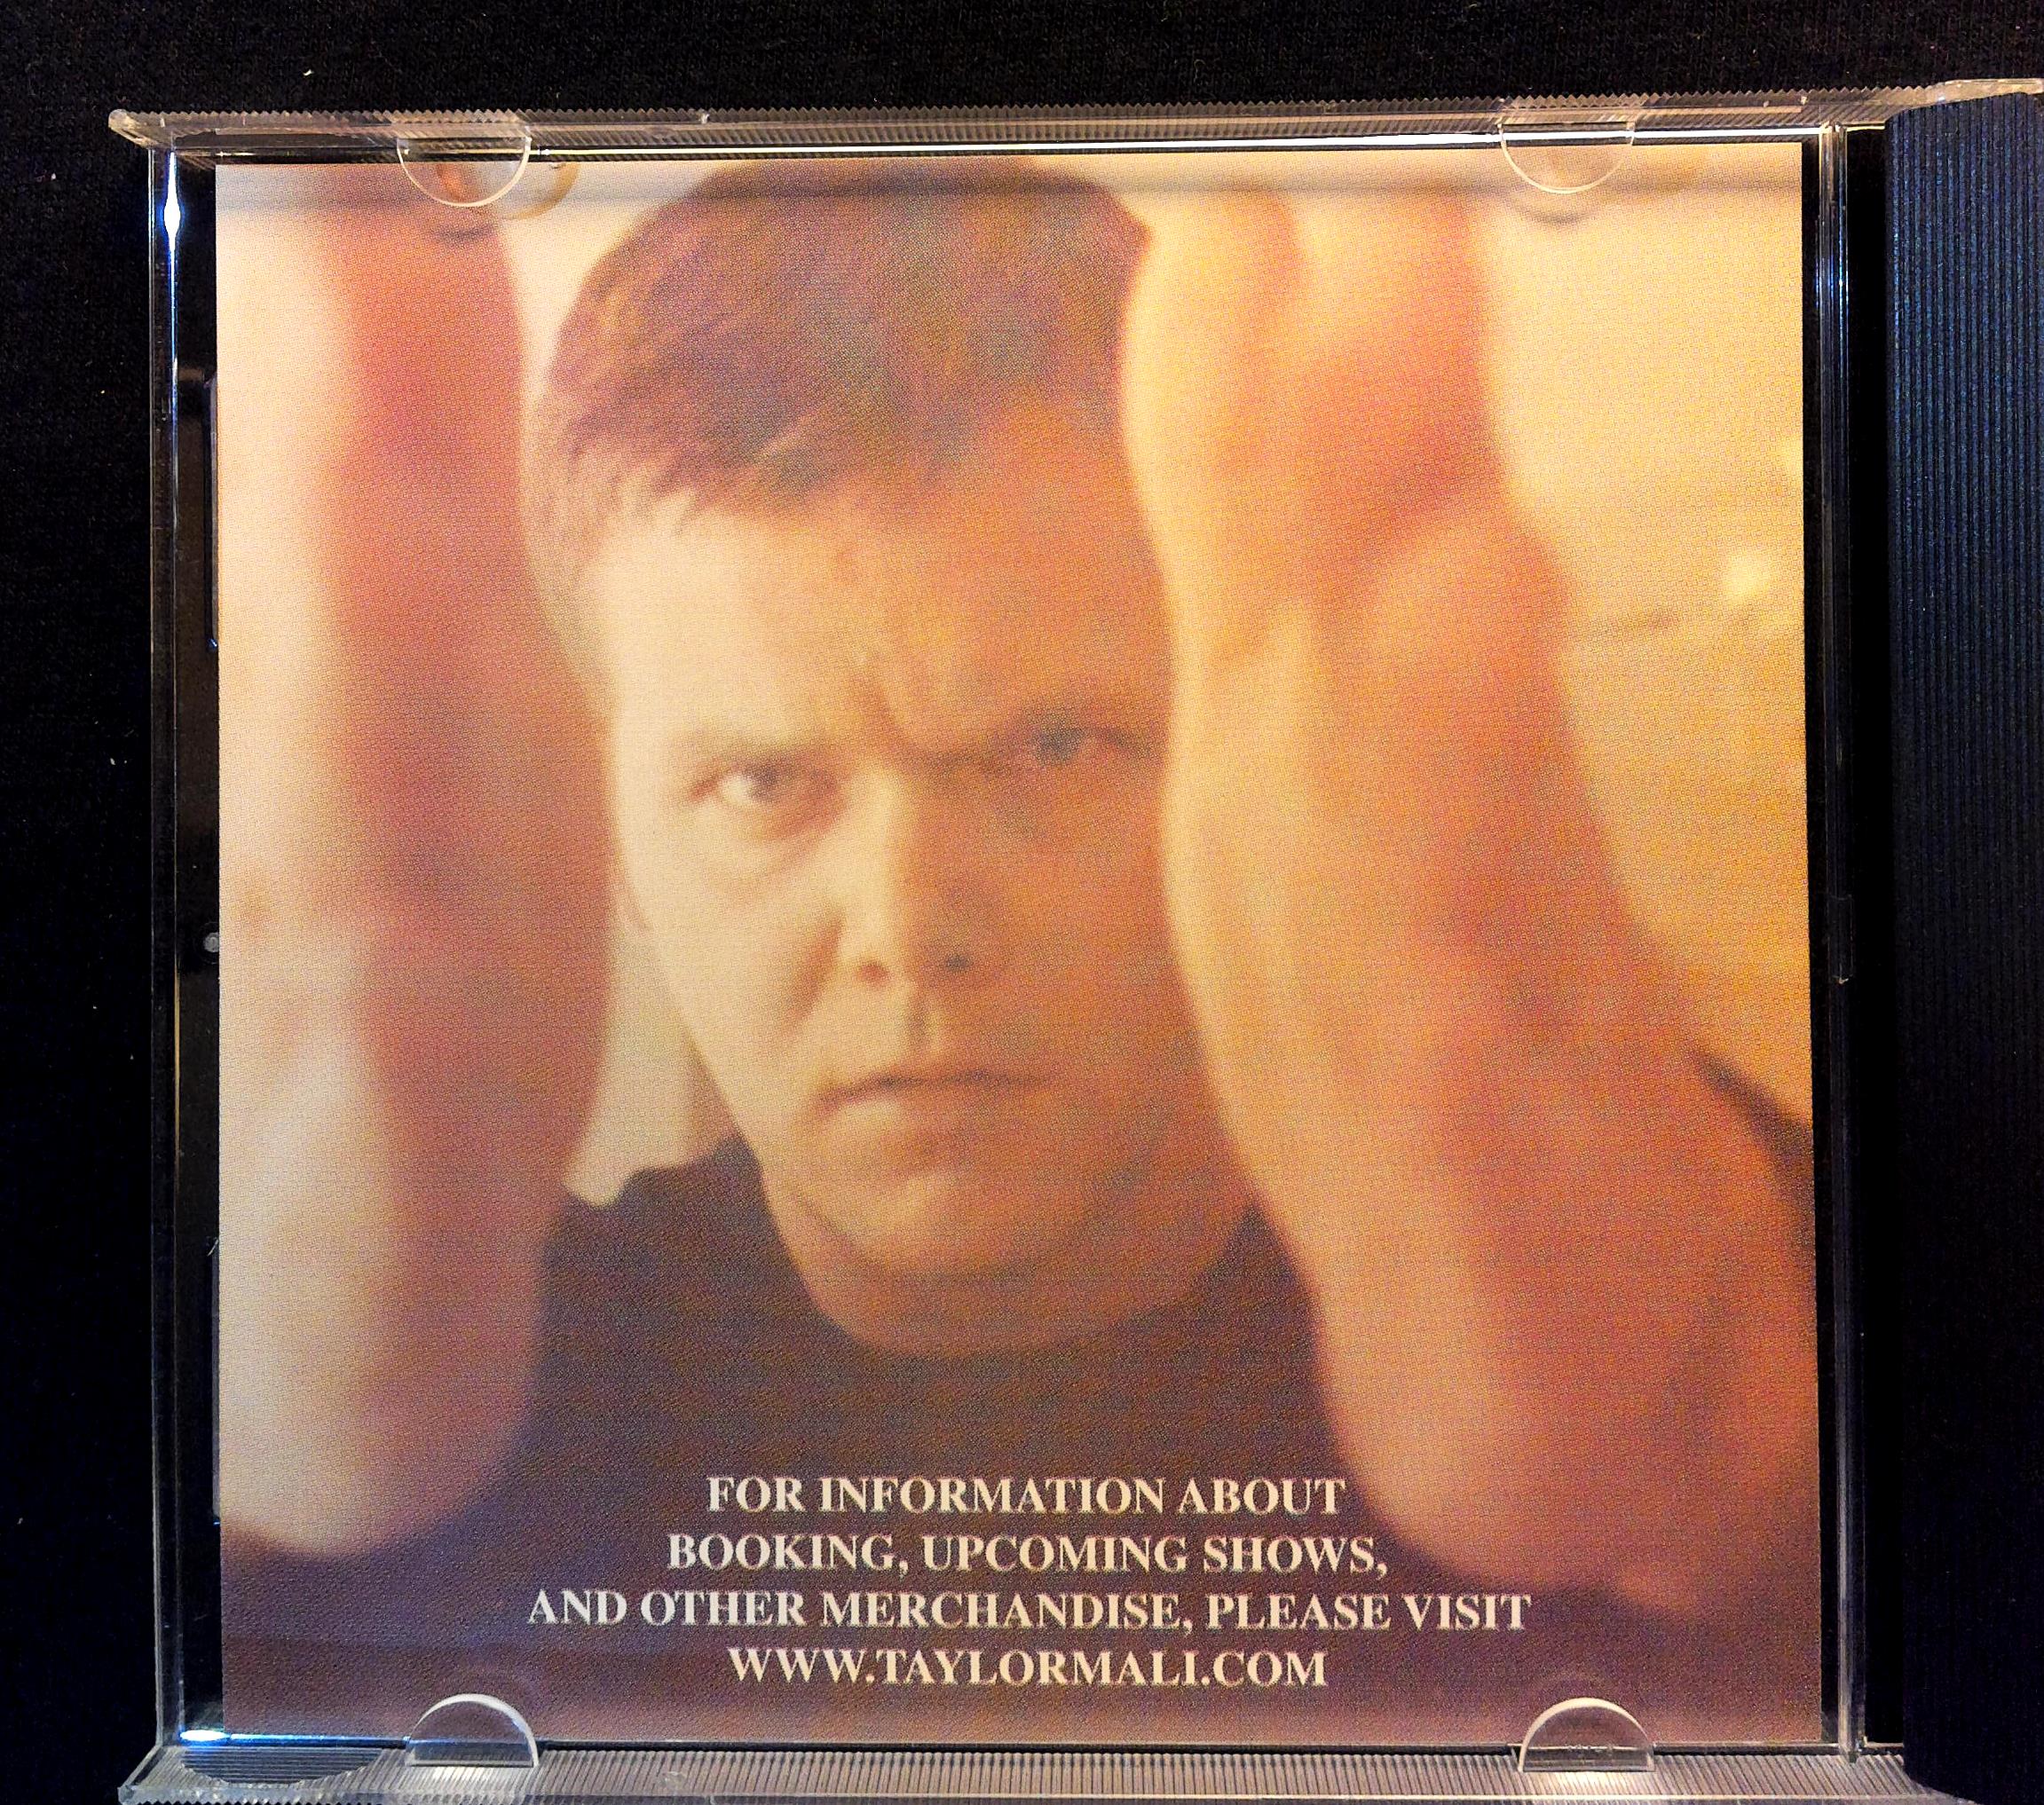 FOR INFORMATION ABOUT
BOOKING, UPCOMING SHOWS,
AND OTHER MERCHANDISE, PLEASE VISIT
WWW.TAYLORMALI.COM